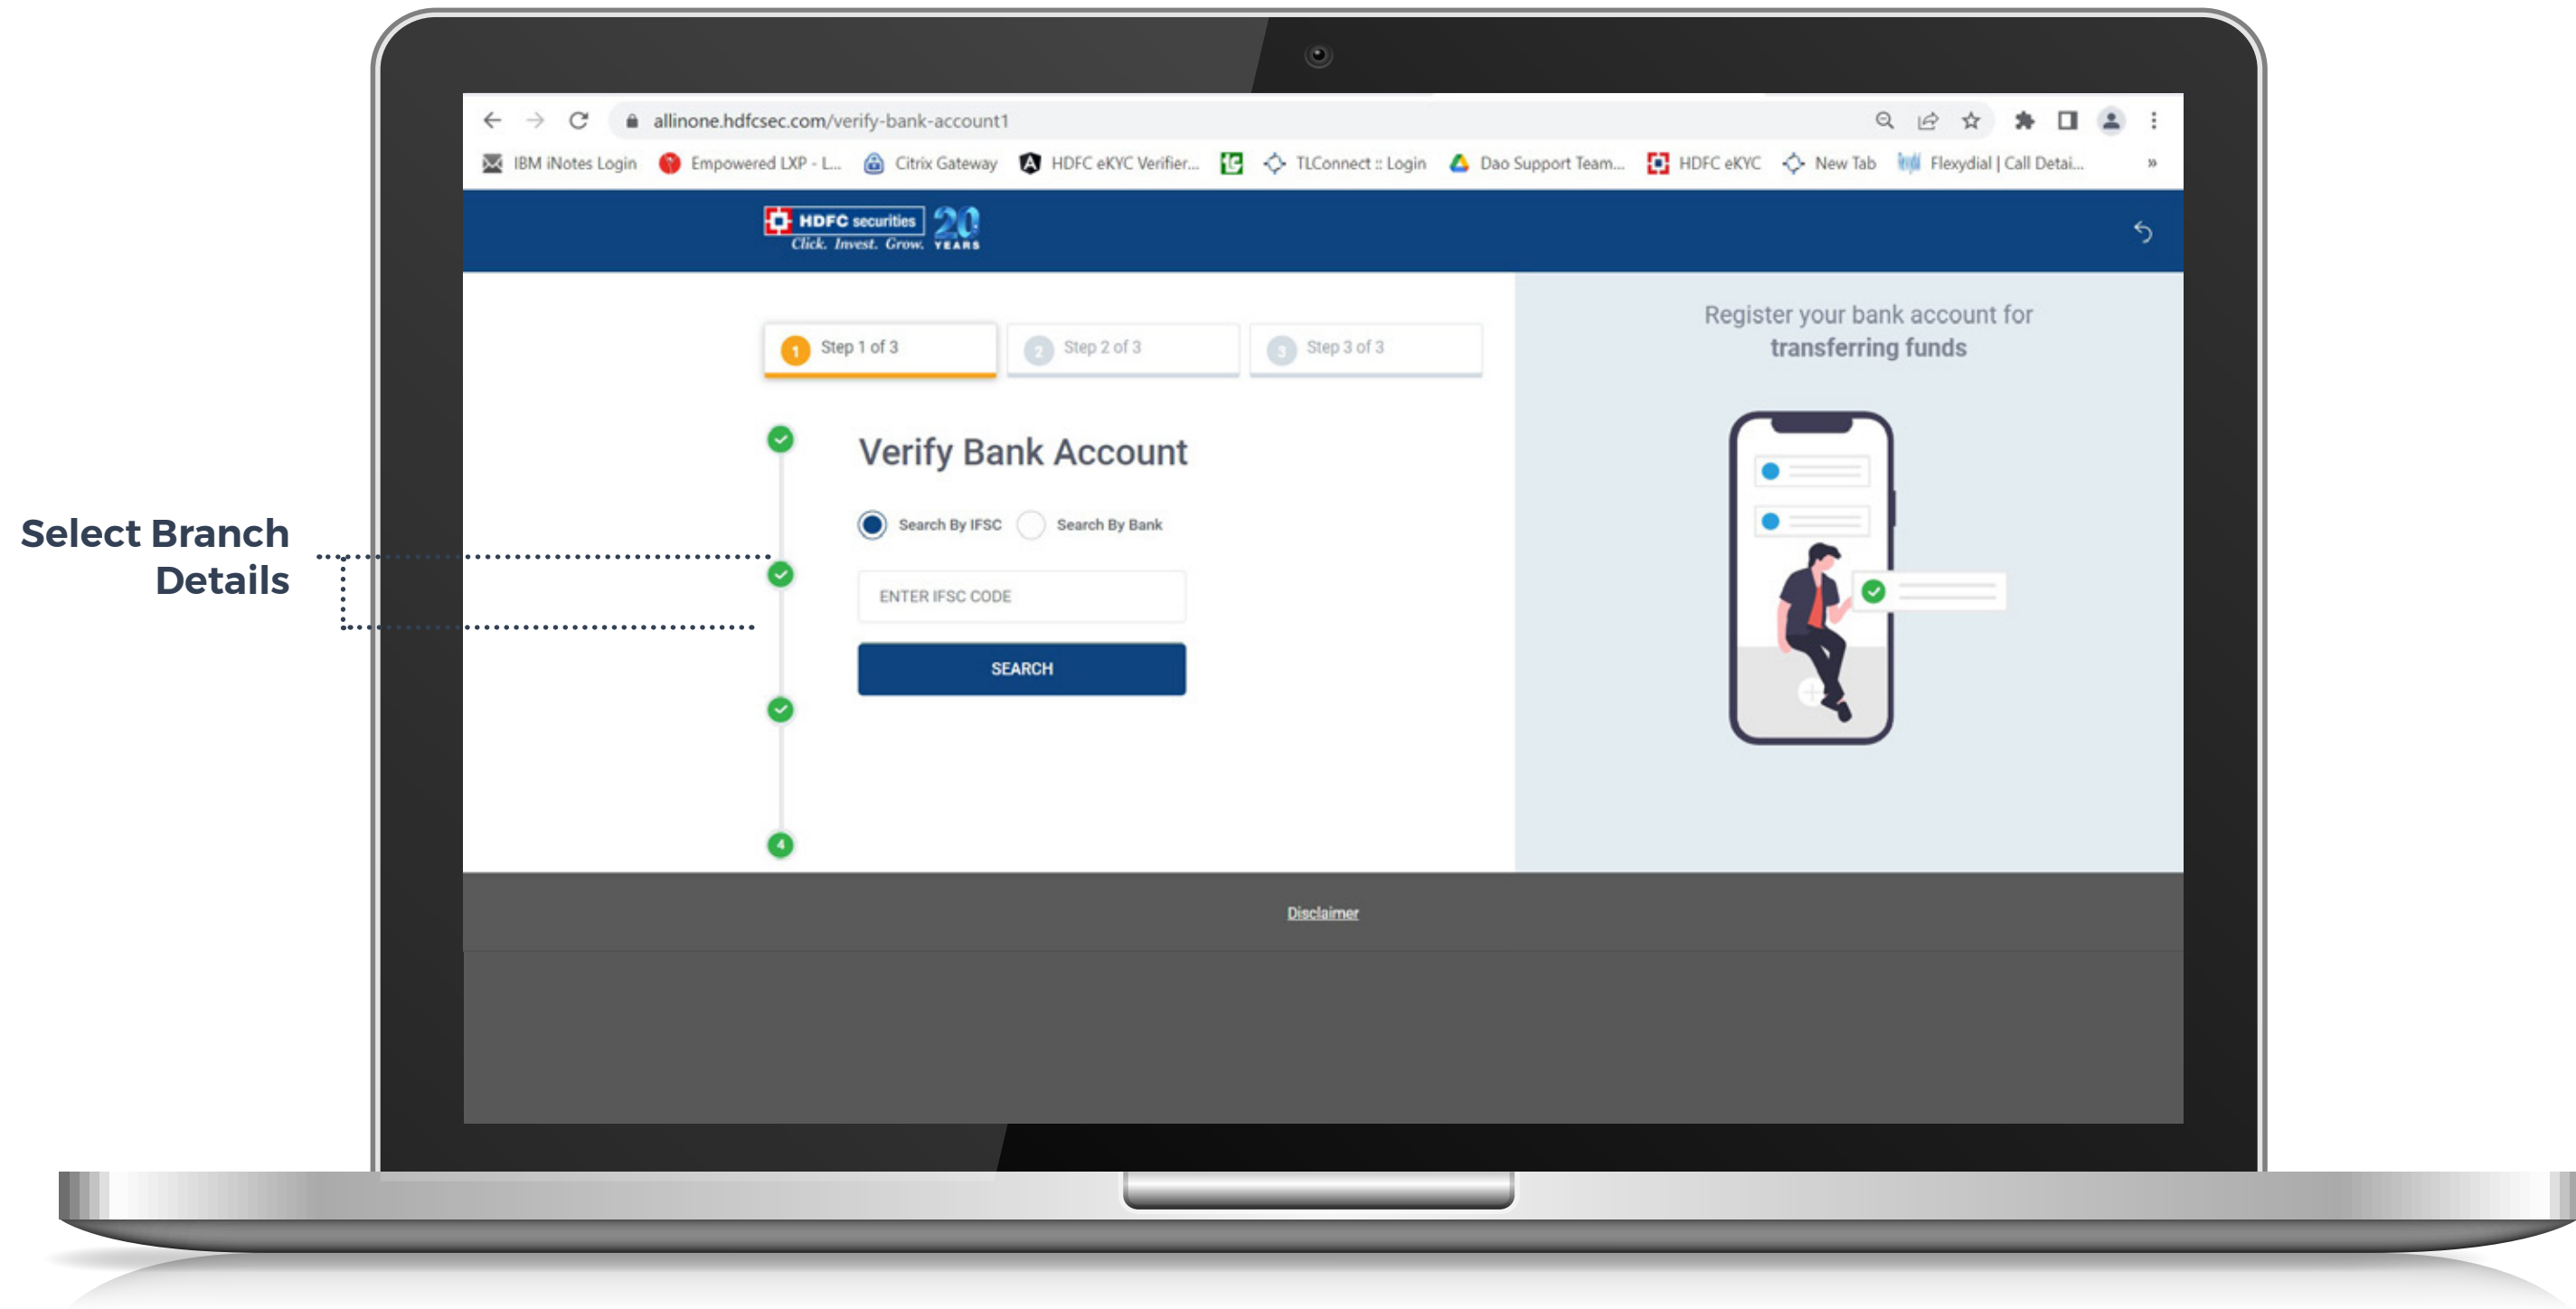 allinone.hdfcsec.com/verify-bank-account1
IBM iNotes Login Empowered LXP - L... Citrix Gateway HDFC eKYC Verifier... TLConnect :: Login Dao Support Team... HDFC eKYC New Tab Flexydial | Call Detai... »
HDFC securities 20
Click. Invest. Grow. YEARS
Register your bank account for
transferring funds
1 Step 1 of 3 2 Step 2 of 3 3 Step 3 of 3
Verify Bank Account
Search By IFSC Search By Bank
Select Branch
Details
ENTER IFSC CODE
SEARCH
4
Disclaimer